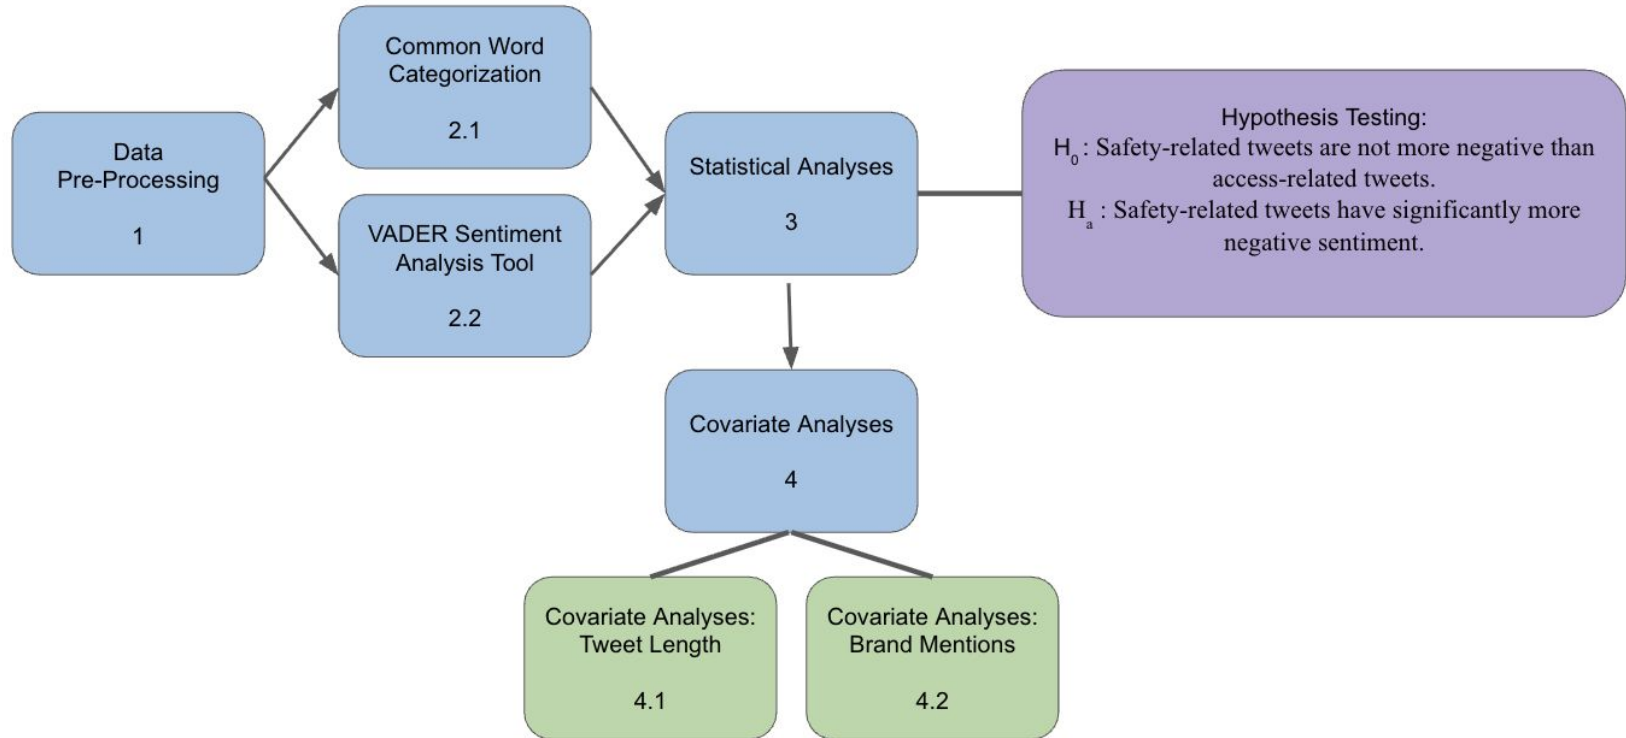 Data
Pre-Processing
1
Common Word
Categorization
2.1
VADER Sentiment
Analysis Tool
2.2
Statistical Analyses
3
Hypothesis Testing:
H₀ : Safety-related tweets are not more negative than
access-related tweets.
Hₐ : Safety-related tweets have significantly more
negative sentiment.
Covariate Analyses
4
Covariate Analyses:
Tweet Length
4.1
Covariate Analyses:
Brand Mentions
4.2